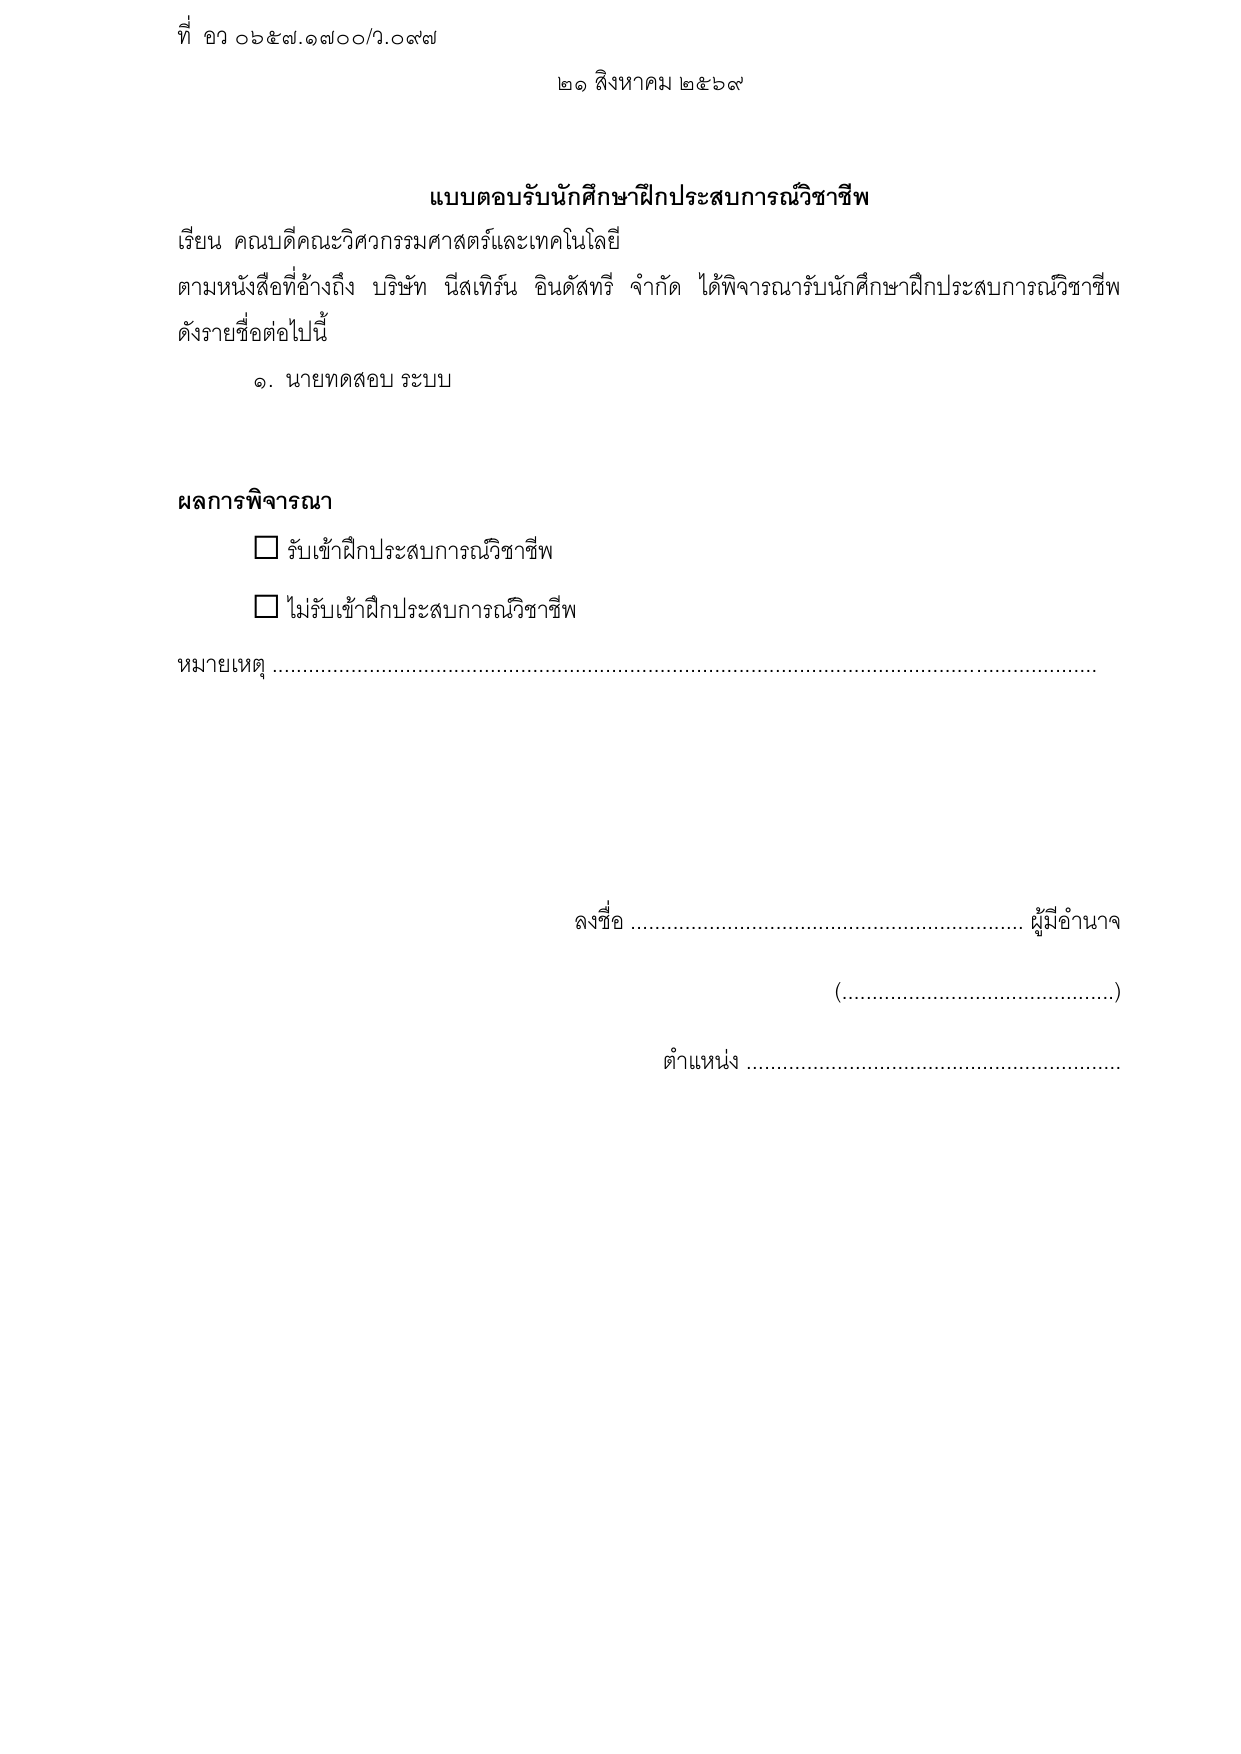 ที่ อว ๐๖๕๗.๑๗๐๐/ว.๐๙๗
๒๑ สิงหาคม ๒๕๖๙
แบบตอบรับนักศึกษาฝึกประสบการณ์วิชาชีพ
เรียน คณบดีคณะวิศวกรรมศาสตร์และเทคโนโลยี
ตามหนังสือที่อ้างถึง บริษัท นีสเทิร์น อินดัสทรี จำกัด ได้พิจารณารับนักศึกษาฝึกประสบการณ์วิชาชีพ
ดังรายชื่อต่อไปนี้
๑. นายทดสอบ ระบบ
ผลการพิจารณา
☐ รับเข้าฝึกประสบการณ์วิชาชีพ
☐ ไม่รับเข้าฝึกประสบการณ์วิชาชีพ
หมายเหตุ ........................................................................................................................................
ลงชื่อ ................................................................. ผู้มีอำนาจ
(.............................................)
ตำแหน่ง ..............................................................